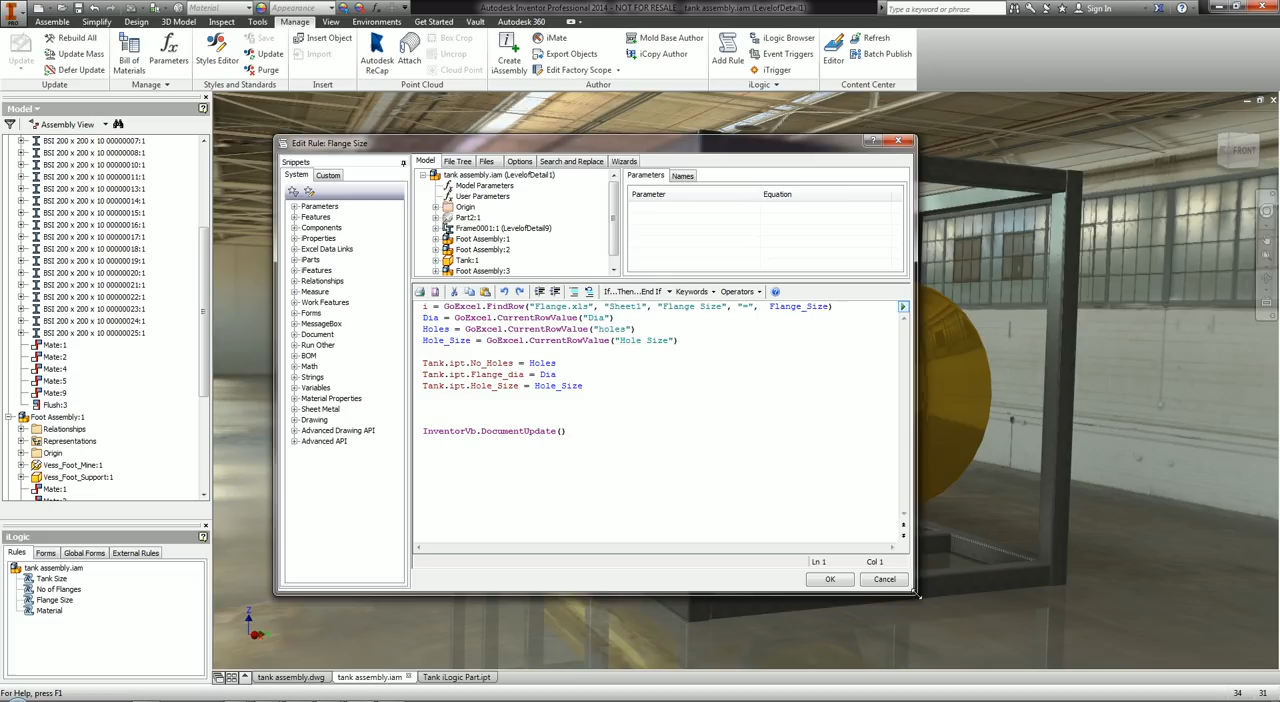 Autodesk Inventor Professional 2014 - NOT FOR RESALE - tank assembly.iam (LevelofDetail1)
Material
Appearance
Type here to search for help topics.
Sign In
PRO
Assemble Simplify Design 3D Model Inspect Tools Manage View Environments Get Started Vault Autodesk 360
Update
Rebuild All
Update Mass
Defer Update
Update
Bill of Materials
Parameters
Manage
Styles Editor
Save
Update
Purge
Styles and Standards
Insert Object
Import
Insert
Autodesk ReCap
Attach
Box Crop
Uncrop
Cloud Point
Point Cloud
Create iAssembly
iMate
Export Objects
Edit Factory Scope
Mold Base Author
iCopy Author
Author
Add Rule
iLogic Browser
Event Triggers
iTrigger
iLogic
Editor
Refresh
Batch Publish
Content Center
Model
Assembly View
BSI 200 x 200 x 10 00000007:1
BSI 200 x 200 x 10 00000008:1
BSI 200 x 200 x 10 00000010:1
BSI 200 x 200 x 10 00000011:1
BSI 200 x 200 x 10 00000013:1
BSI 200 x 200 x 10 00000014:1
BSI 200 x 200 x 10 00000015:1
BSI 200 x 200 x 10 00000016:1
BSI 200 x 200 x 10 00000017:1
BSI 200 x 200 x 10 00000018:1
BSI 200 x 200 x 10 00000019:1
BSI 200 x 200 x 10 00000020:1
BSI 200 x 200 x 10 00000021:1
BSI 200 x 200 x 10 00000022:1
BSI 200 x 200 x 10 00000023:1
BSI 200 x 200 x 10 00000024:1
BSI 200 x 200 x 10 00000025:1
Mate:1
Mate:2
Mate:4
Mate:5
Mate:9
Flush:3
Foot Assembly:1
Relationships
Representations
Origin
Vess_Foot_Mine:1
Vess_Foot_Support:1
Mate:1
iLogic
Rules Forms Global Forms External Rules
tank assembly.iam
Tank Size
No of Flanges
Flange Size
Material
Edit Rule: Flange Size
Snippets
System Custom
Parameters
Features
Components
iProperties
Excel Data Links
iParts
iFeatures
Relationships
Measure
Work Features
Forms
MessageBox
Document
Run Other
BOM
Math
Strings
Variables
Material Properties
Sheet Metal
Drawing
Advanced Drawing API
Advanced API
Model File Tree Files Options Search and Replace Wizards
tank assembly.iam (LevelofDetail1)
Model Parameters
User Parameters
Origin
Part2:1
Frame0001:1 (LevelofDetail9)
Foot Assembly:1
Foot Assembly:2
Tank:1
Foot Assembly:3
Parameters Names
Parameter Equation
If...Then...End If Keywords Operators
i = GoExcel.FindRow("Flange.xls", "Sheet1", "Flange Size", "=", Flange_Size)
Dia = GoExcel.CurrentRowValue("Dia")
Holes = GoExcel.CurrentRowValue("holes")
Hole_Size = GoExcel.CurrentRowValue("Hole Size")
Tank.ipt.No_Holes = Holes
Tank.ipt.Flange_dia = Dia
Tank.ipt.Hole_Size = Hole_Size
InventorVb.DocumentUpdate()
Ln 1 Col 1
OK Cancel
FRONT
Z
tank assembly.dwg tank assembly.iam Tank iLogic Part.ipt
For Help, press F1
34 31